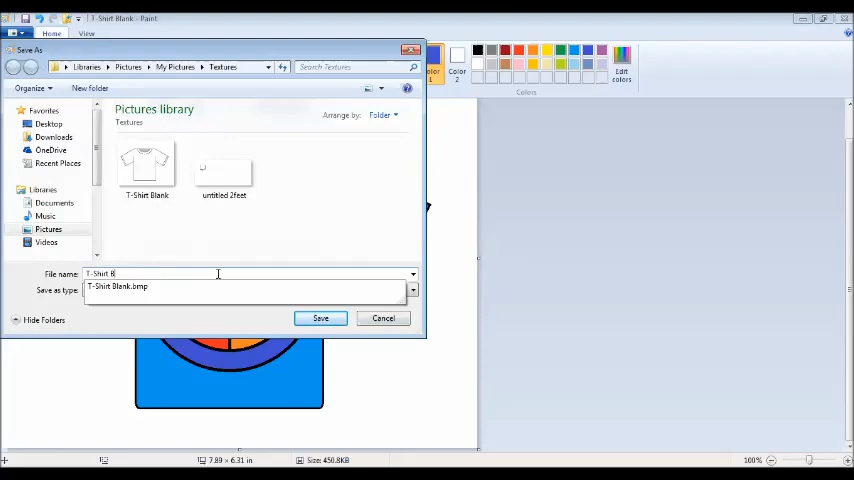 T-Shirt Blank - Paint
Home View
Save As
Libraries Pictures My Pictures Textures Search Textures
Organize New folder
Color 1
Color 2
Edit colors
Colors
Favorites
Desktop
Downloads
OneDrive
Recent Places
Libraries
Documents
Music
Pictures
Videos
Pictures library
Textures
Arrange by: Folder
T-Shirt Blank
untitled 2feet
File name: T-Shirt B
Save as type:
T-Shirt Blank.bmp
Hide Folders
Save
Cancel
7.89 × 6.31 in
Size: 450.8KB
100%